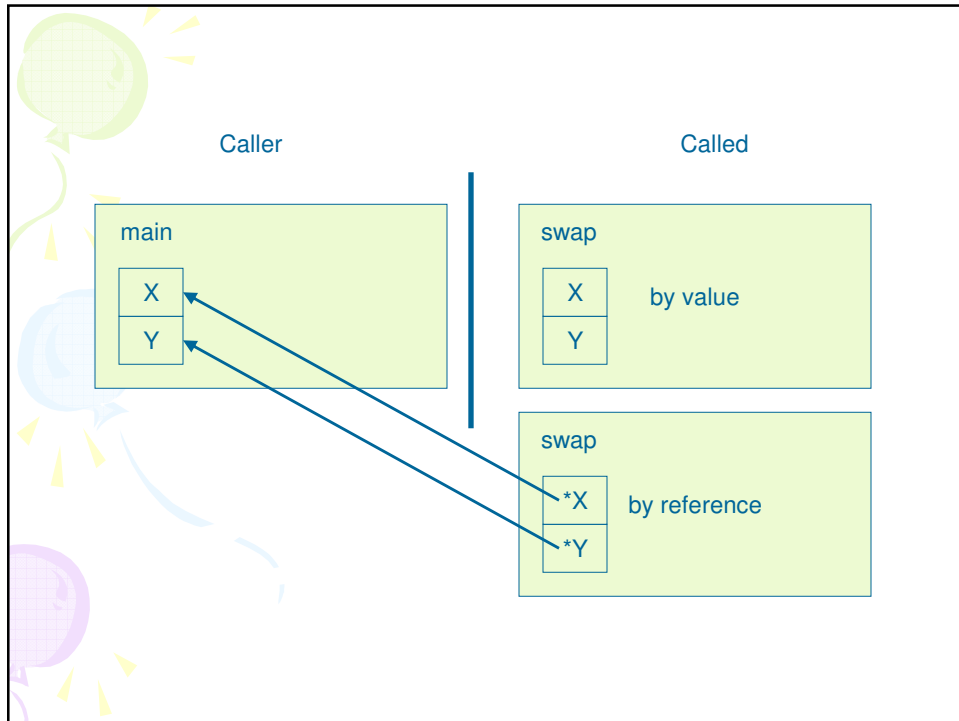 Caller
Called
main
X
Y
swap
X
by value
Y
swap
*X
by reference
*Y